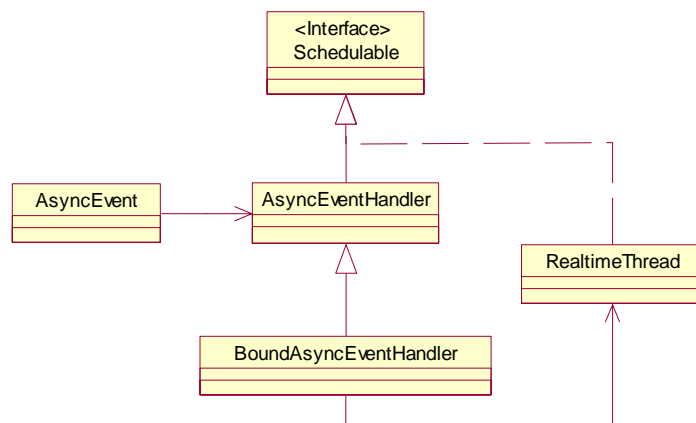 <Interface>
Schedulable
AsyncEvent
AsyncEventHandler
RealtimeThread
BoundAsyncEventHandler